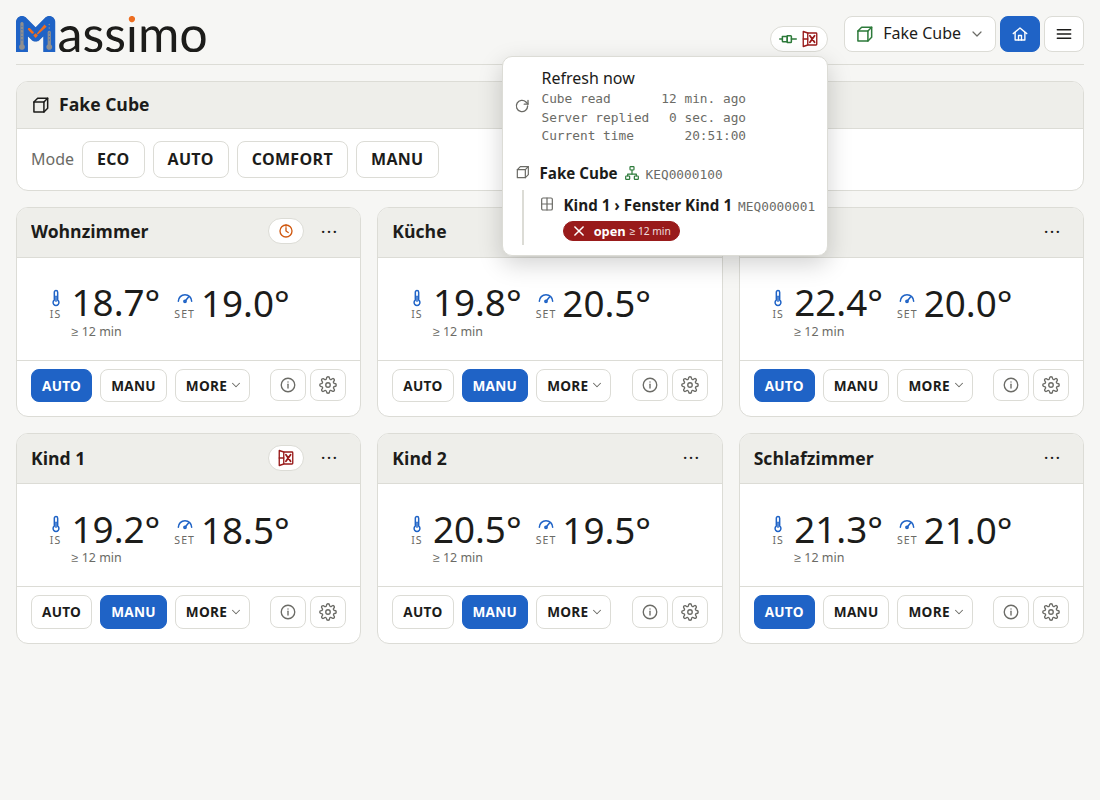 Massimo
Fake Cube
Refresh now
Cube read 12 min. ago
Server replied 0 sec. ago
Current time 20:51:00
Fake Cube KEQ0000100
Kind 1 › Fenster Kind 1 MEQ0000001
open ≥ 12 min
Fake Cube
Mode ECO AUTO COMFORT MANU
Wohnzimmer
IS 18.7° SET 19.0°
≥ 12 min
AUTO MANU MORE
Küche
IS 19.8° SET 20.5°
≥ 12 min
AUTO MANU MORE
IS 22.4° SET 20.0°
≥ 12 min
AUTO MANU MORE
Kind 1
IS 19.2° SET 18.5°
≥ 12 min
AUTO MANU MORE
Kind 2
IS 20.5° SET 19.5°
≥ 12 min
AUTO MANU MORE
Schlafzimmer
IS 21.3° SET 21.0°
≥ 12 min
AUTO MANU MORE